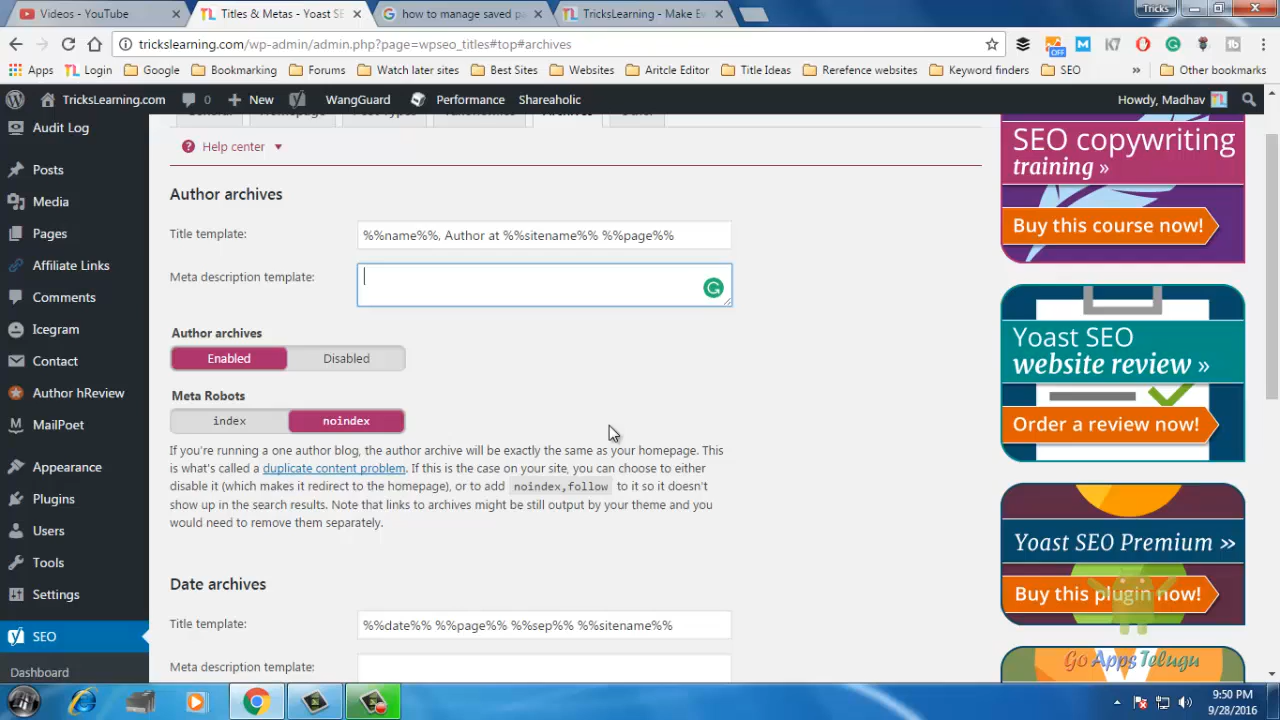 Videos - YouTube
Titles & Metas - Yoast SE
how to manage saved pa
TricksLearning - Make Ev
Tricks
trickslearning.com/wp-admin/admin.php?page=wpseo_titles#top#archives
OFF
Apps
Login
Google
Bookmarking
Forums
Watch later sites
Best Sites
Websites
Aritcle Editor
Title Ideas
Rerefence websites
Keyword finders
SEO
»
Other bookmarks
TricksLearning.com
0
New
WangGuard
Performance
Shareaholic
Howdy, Madhav
Audit Log
Posts
Media
Pages
Affiliate Links
Comments
Icegram
Contact
Author hReview
MailPoet
Appearance
Plugins
Users
Tools
Settings
SEO
Dashboard
Help center
Author archives
Title template:
%%name%%, Author at %%sitename%% %%page%%
Meta description template:
Author archives
Enabled
Disabled
Meta Robots
index
noindex
If you're running a one author blog, the author archive will be exactly the same as your homepage. This
is what's called a duplicate content problem. If this is the case on your site, you can choose to either
disable it (which makes it redirect to the homepage), or to add noindex,follow to it so it doesn't
show up in the search results. Note that links to archives might be still output by your theme and you
would need to remove them separately.
Date archives
Title template:
%%date%% %%page%% %%sep%% %%sitename%%
Meta description template:
SEO copywriting
training »
Buy this course now!
Yoast SEO
website review »
Order a review now!
Yoast SEO Premium »
Buy this plugin now!
Go Apps Telugu
9:50 PM
9/28/2016